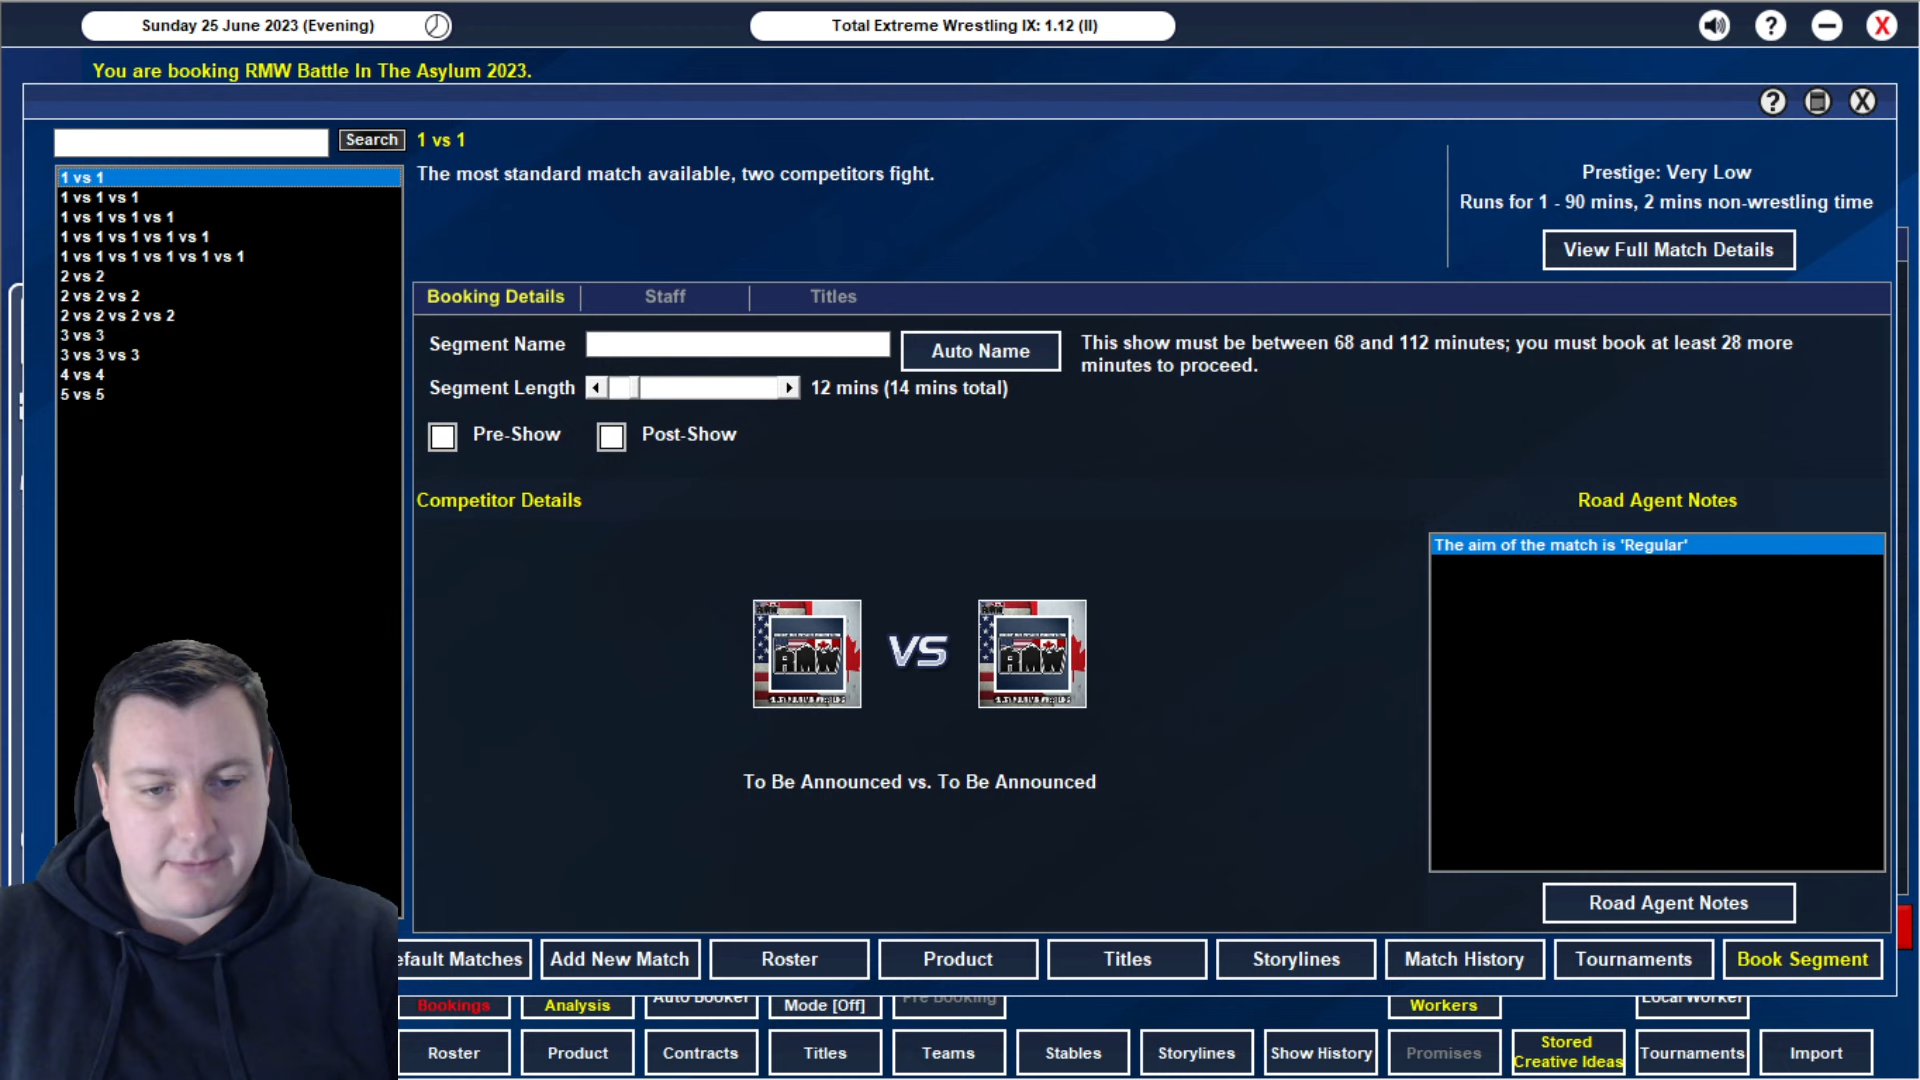 Sunday 25 June 2023 (Evening)
Total Extreme Wrestling IX: 1.12 (II)
?
X
You are booking RMW Battle In The Asylum 2023.
?
X
Search
1 vs 1
1 vs 1
1 vs 1 vs 1
1 vs 1 vs 1 vs 1
1 vs 1 vs 1 vs 1 vs 1
1 vs 1 vs 1 vs 1 vs 1 vs 1
2 vs 2
2 vs 2 vs 2
2 vs 2 vs 2 vs 2
3 vs 3
3 vs 3 vs 3
4 vs 4
5 vs 5
The most standard match available, two competitors fight.
Prestige: Very Low
Runs for 1 - 90 mins, 2 mins non-wrestling time
View Full Match Details
Booking Details
Staff
Titles
Segment Name
Auto Name
This show must be between 68 and 112 minutes; you must book at least 28 more
minutes to proceed.
Segment Length
12 mins (14 mins total)
Pre-Show
Post-Show
Competitor Details
Road Agent Notes
The aim of the match is 'Regular'
RMW
VS
RMW
To Be Announced vs. To Be Announced
Road Agent Notes
efault Matches
Add New Match
Roster
Product
Titles
Storylines
Match History
Tournaments
Book Segment
Bookings
Analysis
Auto Booker
Mode [Off]
Pre Booking
Workers
Local Worker
Roster
Product
Contracts
Titles
Teams
Stables
Storylines
Show History
Promises
Stored
Creative Ideas
Tournaments
Import